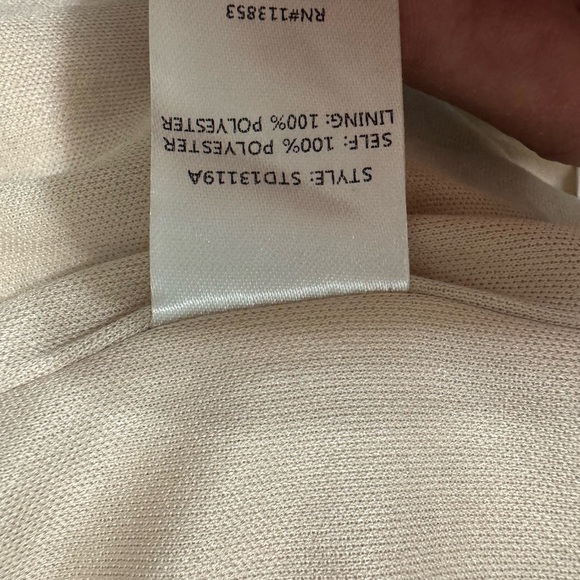 STYLE: STD13119A
SELF: 100% POLYESTER
LINING: 100% POLYESTER
RN#113853